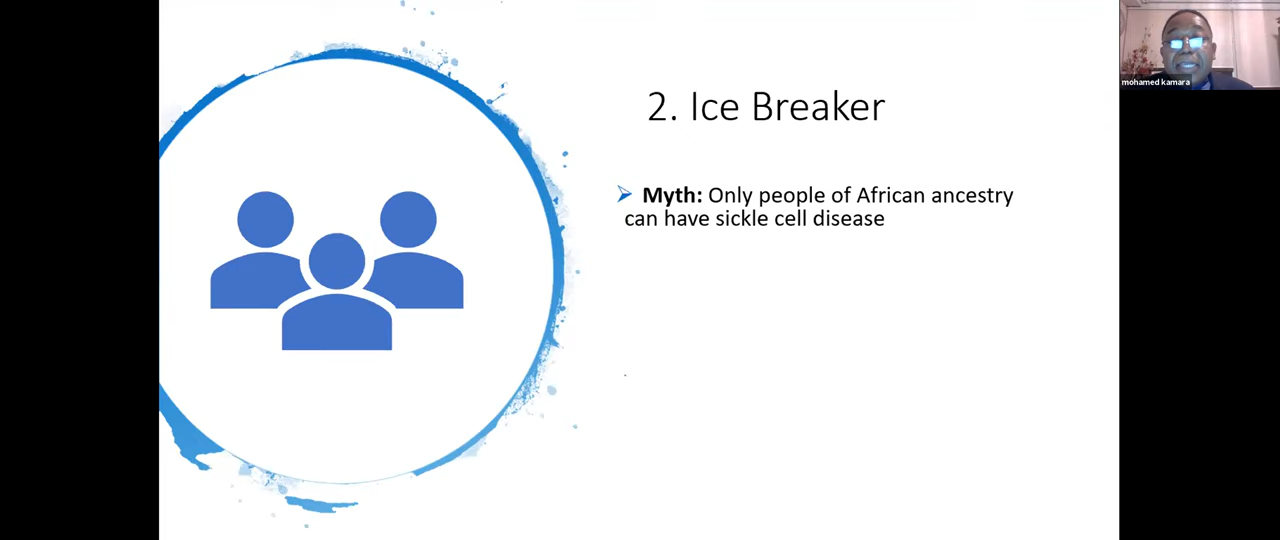 2. Ice Breaker
➢ Myth: Only people of African ancestry
can have sickle cell disease
mohamed kamara